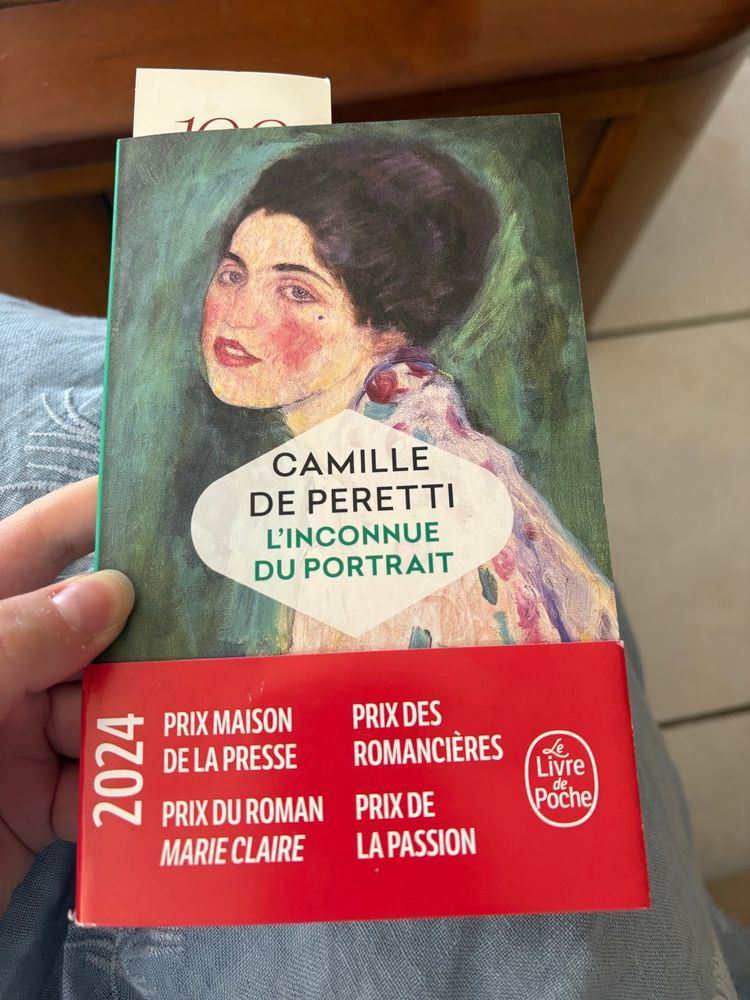 CAMILLE
DE PERETTI
L'INCONNUE
DU PORTRAIT
2024
PRIX MAISON
DE LA PRESSE
PRIX DES
ROMANCIÈRES
PRIX DU ROMAN
MARIE CLAIRE
PRIX DE
LA PASSION
Le
Livre
de
Poche